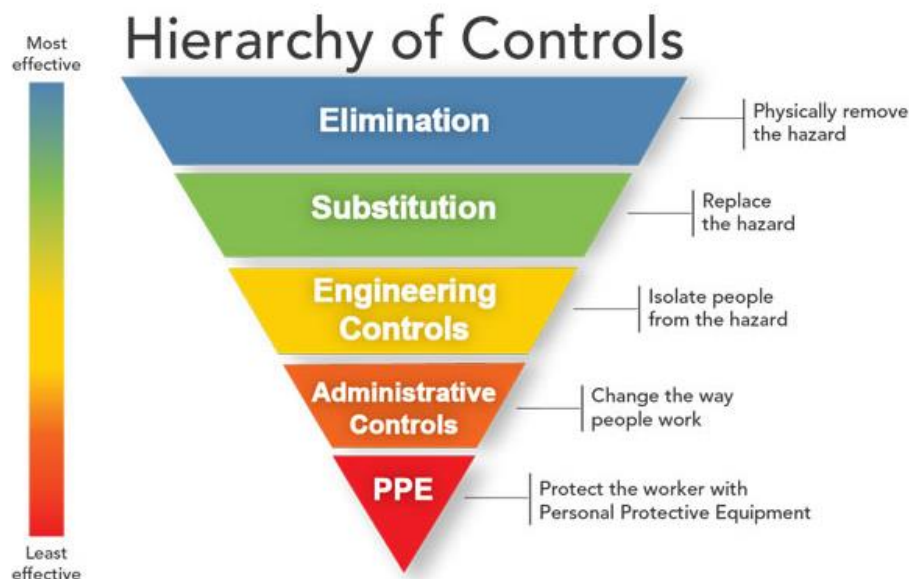 Hierarchy of Controls
Most
effective
Elimination
Physically remove
the hazard
Substitution
Replace
the hazard
Engineering
Controls
Isolate people
from the hazard
Administrative
Controls
Change the way
people work
PPE
Protect the worker with
Personal Protective Equipment
Least
effective